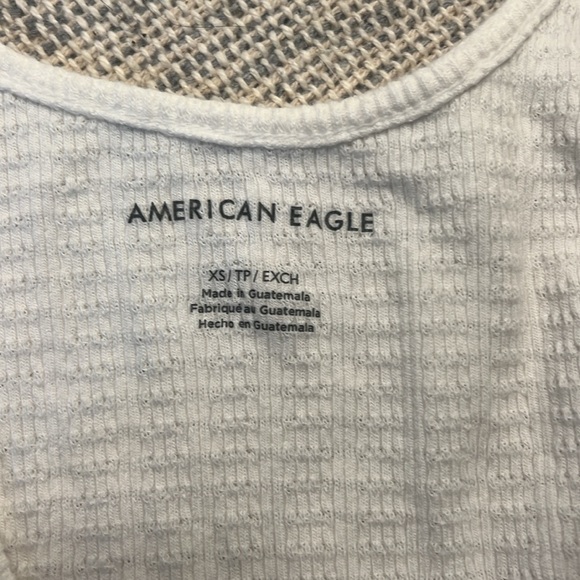 AMERICAN EAGLE
XS/TP/EXCH
Made in Guatemala
Fabriqué au Guatemala
Hecho en Guatemala